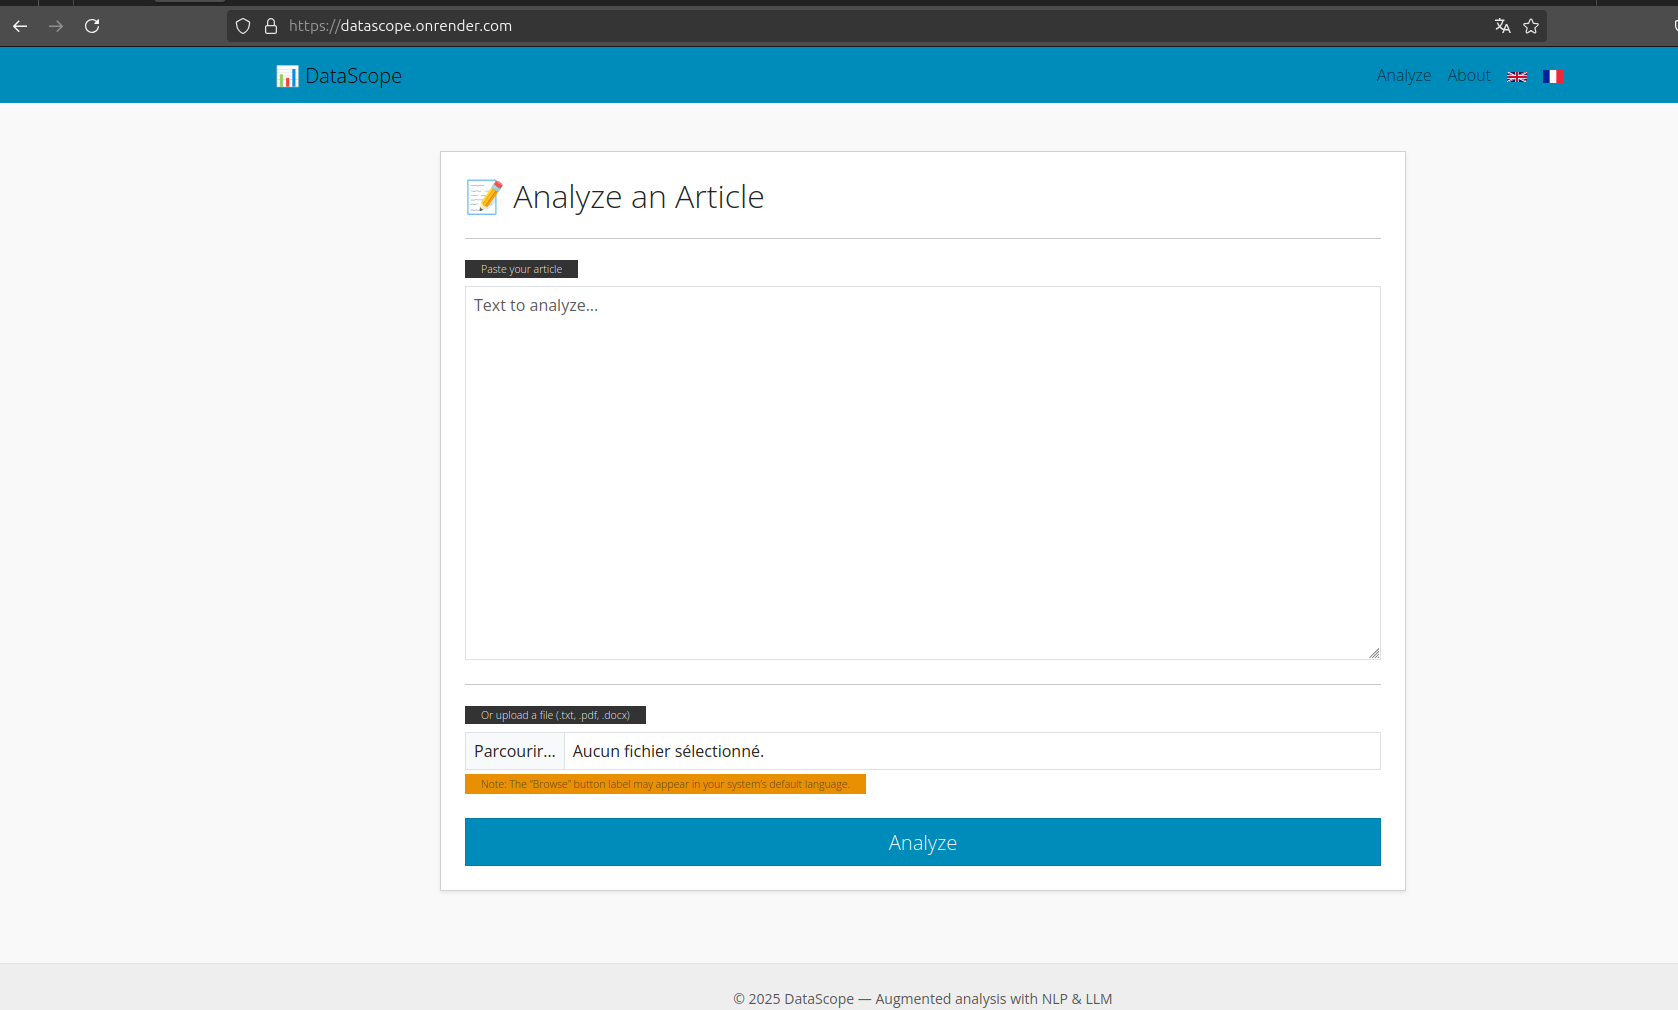 https://datascope.onrender.com
DataScope
Analyze About
Analyze an Article
Paste your article
Text to analyze...
Or upload a file (.txt, .pdf, .docx)
Parcourir... Aucun fichier sélectionné.
Note: The "Browse" button label may appear in your system's default language.
Analyze
© 2025 DataScope — Augmented analysis with NLP & LLM